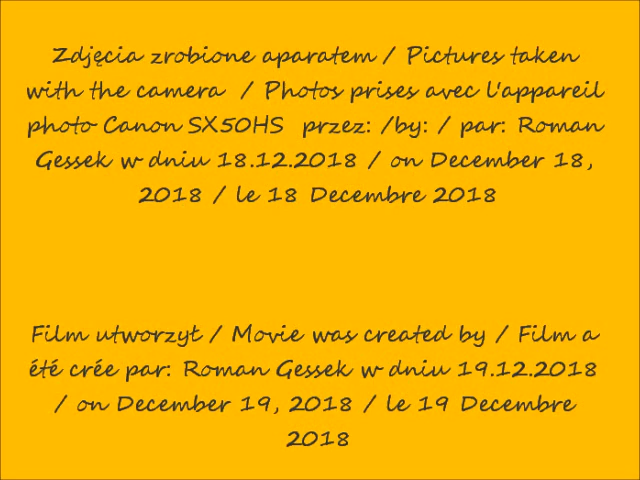 Zdjęcia zrobione aparatem / Pictures taken
with the camera / Photos prises avec l'appareil
photo Canon SX50HS przez: /by: / par: Roman
Gessek w dniu 18.12.2018 / on December 18,
2018 / le 18 Decembre 2018
Film utworzył / Movie was created by / Film a
été crée par: Roman Gessek w dniu 19.12.2018
/ on December 19, 2018 / le 19 Decembre
2018